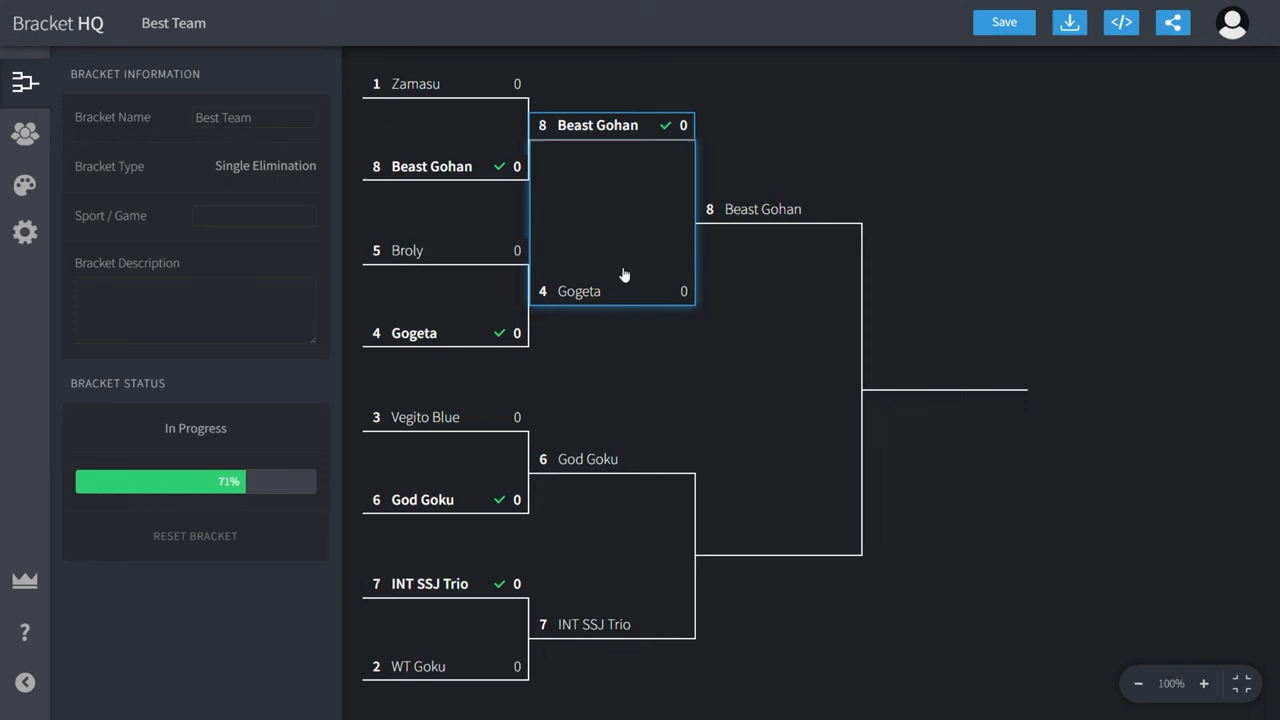 Bracket HQ
Best Team
Save
</>
BRACKET INFORMATION
Bracket Name
Best Team
Bracket Type
Single Elimination
Sport / Game
Bracket Description
BRACKET STATUS
In Progress
71%
RESET BRACKET
?
1 Zamasu 0
8 Beast Gohan 0
5 Broly 0
4 Gogeta 0
3 Vegito Blue 0
6 God Goku 0
7 INT SSJ Trio 0
2 WT Goku 0
8 Beast Gohan 0
4 Gogeta 0
6 God Goku
7 INT SSJ Trio
8 Beast Gohan
− 100% +